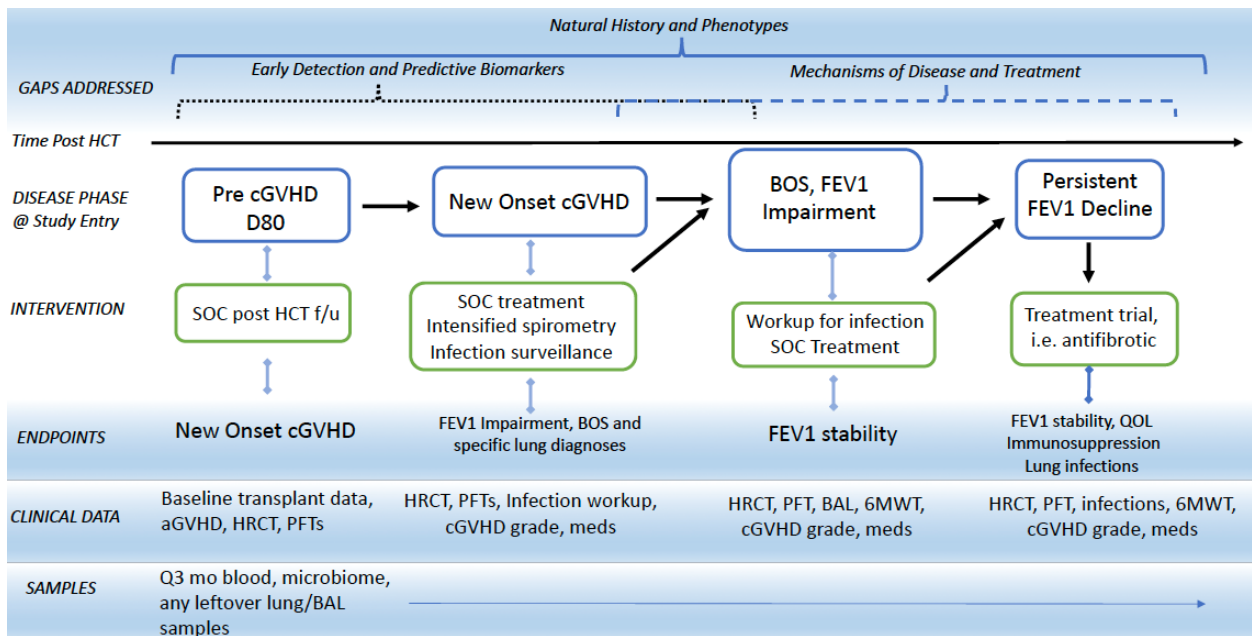 Natural History and Phenotypes
Early Detection and Predictive Biomarkers
Mechanisms of Disease and Treatment
GAPS ADDRESSED
Time Post HCT
DISEASE PHASE
@ Study Entry
Pre cGVHD
D80
New Onset cGVHD
BOS, FEV1
Impairment
Persistent
FEV1 Decline
INTERVENTION
SOC post HCT f/u
SOC treatment
Intensified spirometry
Infection surveillance
Workup for infection
SOC Treatment
Treatment trial,
i.e. antifibrotic
ENDPOINTS
New Onset cGVHD
FEV1 Impairment, BOS and
specific lung diagnoses
FEV1 stability
FEV1 stability, QOL
Immunosuppression
Lung infections
CLINICAL DATA
Baseline transplant data,
aGVHD, HRCT, PFTs
HRCT, PFTs, Infection workup,
cGVHD grade, meds
HRCT, PFT, BAL, 6MWT,
cGVHD grade, meds
HRCT, PFT, infections, 6MWT,
cGVHD grade, meds
SAMPLES
Q3 mo blood, microbiome,
any leftover lung/BAL
samples